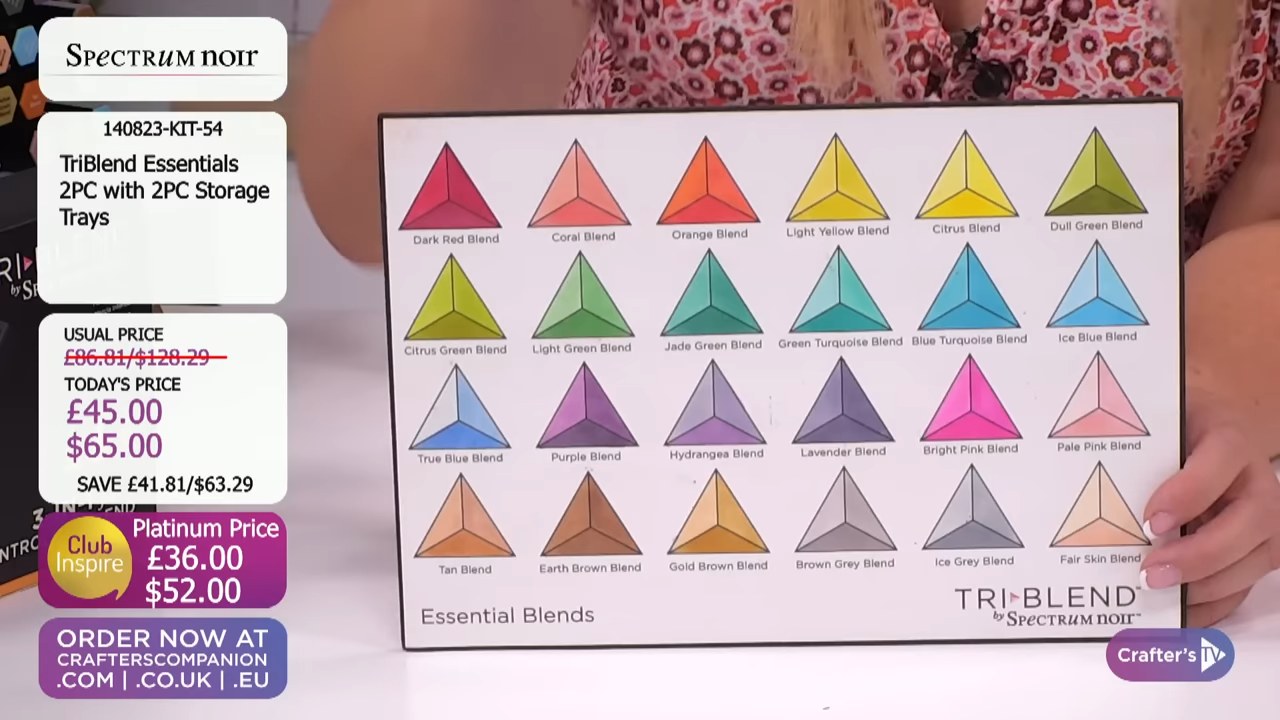 Spectrum noir
140823-KIT-54
TriBlend Essentials
2PC with 2PC Storage
Trays
USUAL PRICE
£86.81/$128.29
TODAY'S PRICE
£45.00
$65.00
SAVE £41.81/$63.29
Club
Inspire
Platinum Price
£36.00
$52.00
ORDER NOW AT
CRAFTERSCOMPANION
.COM | .CO.UK | .EU
Dark Red Blend
Coral Blend
Orange Blend
Light Yellow Blend
Citrus Blend
Dull Green Blend
Citrus Green Blend
Light Green Blend
Jade Green Blend
Green Turquoise Blend
Blue Turquoise Blend
Ice Blue Blend
True Blue Blend
Purple Blend
Hydrangea Blend
Lavender Blend
Bright Pink Blend
Pale Pink Blend
Tan Blend
Earth Brown Blend
Gold Brown Blend
Brown Grey Blend
Ice Grey Blend
Fair Skin Blend
Essential Blends
TRI BLEND™
by Spectrum noir™
Crafter's TV